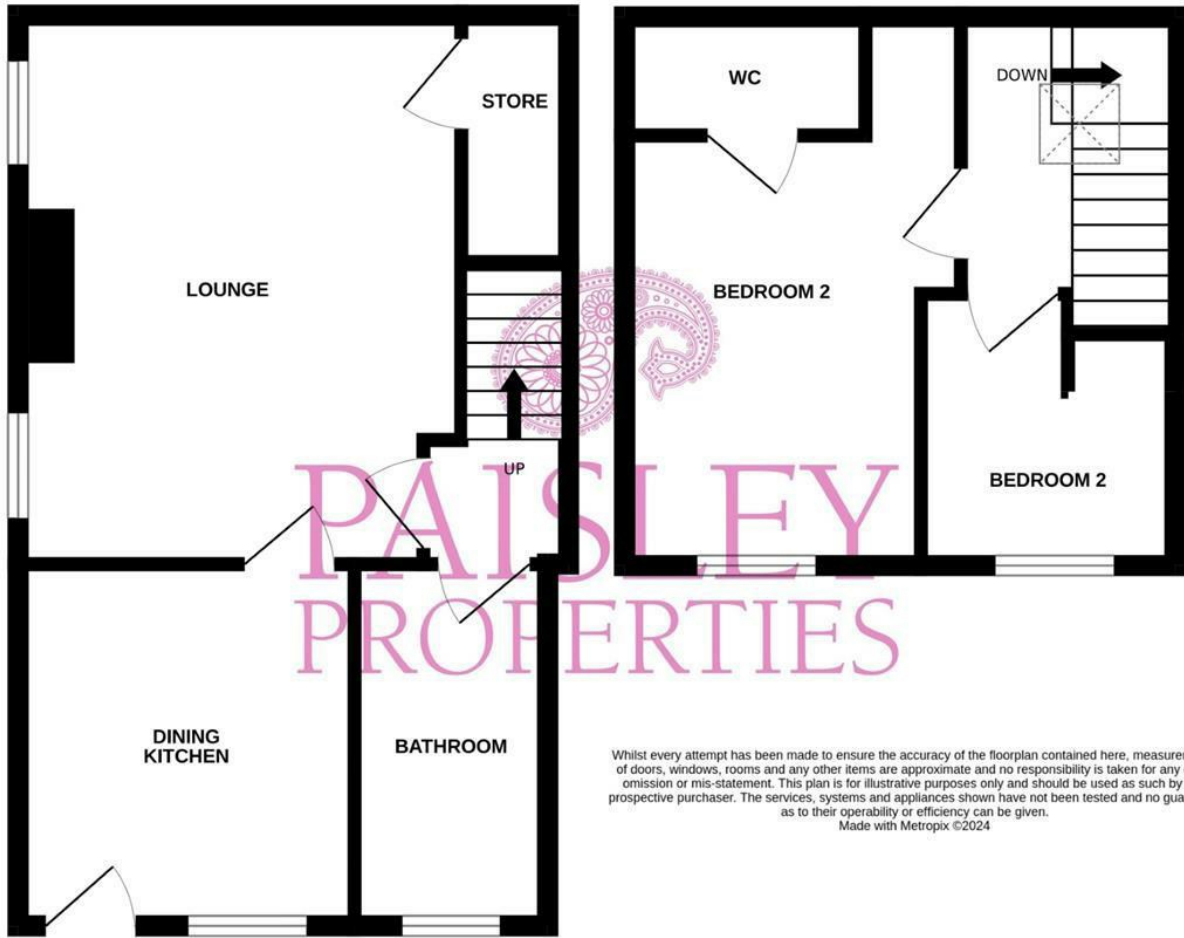 STORE
LOUNGE
UP
DINING
KITCHEN
BATHROOM
WC
DOWN
BEDROOM 2
BEDROOM 2
PAISLEY
PROPERTIES
Whilst every attempt has been made to ensure the accuracy of the floorplan contained here,
of doors, windows, rooms and any other items are approximate and no responsibility is taken for any
omission or mis-statement. This plan is for illustrative purposes only and should be used as such by
prospective purchaser. The services, systems and appliances shown have not been tested and no
as to their operability or efficiency can be given.
Made with Metropix ©2024